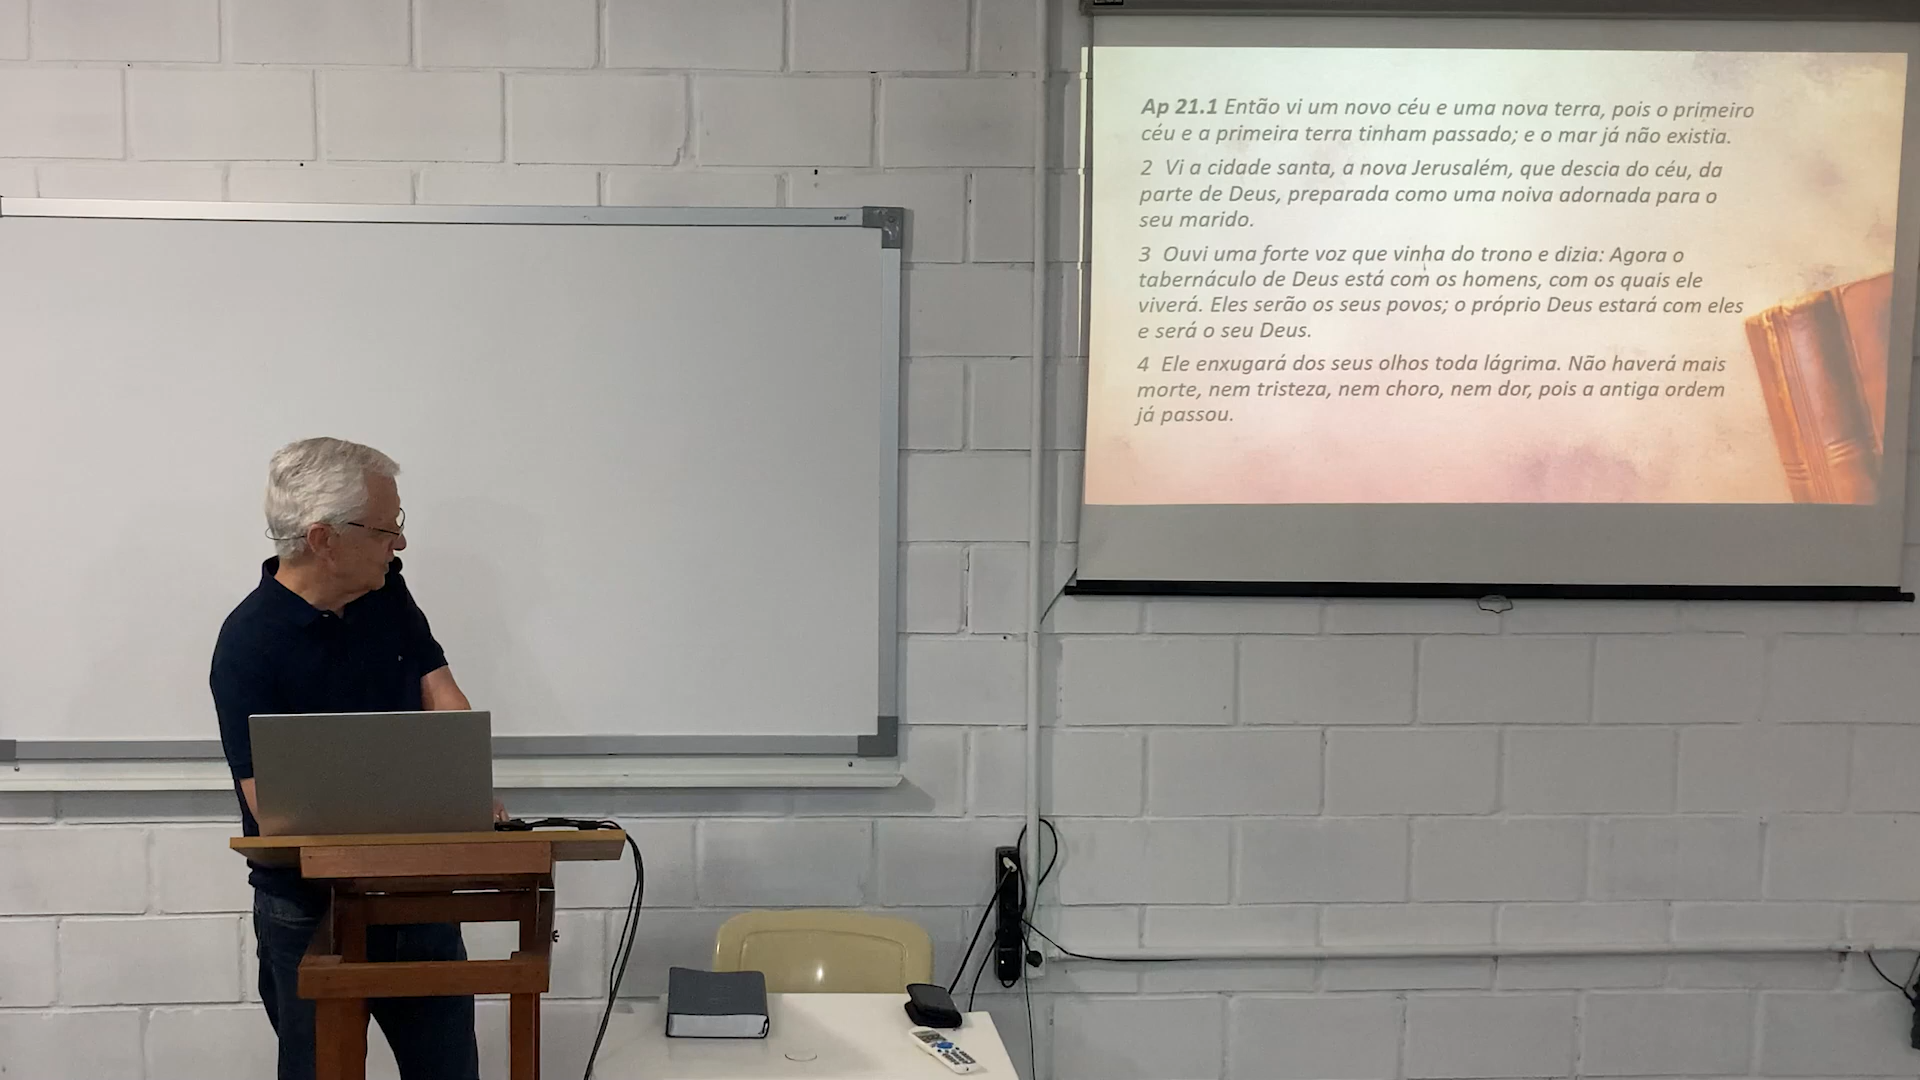 Ap 21.1 Então vi um novo céu e uma nova terra, pois o primeiro
céu e a primeira terra tinham passado; e o mar já não existia.
2 Vi a cidade santa, a nova Jerusalém, que descia do céu, da
parte de Deus, preparada como uma noiva adornada para o
seu marido.
3 Ouvi uma forte voz que vinha do trono e dizia: Agora o
tabernáculo de Deus está com os homens, com os quais ele
viverá. Eles serão os seus povos; o próprio Deus estará com eles
e será o seu Deus.
4 Ele enxugará dos seus olhos toda lágrima. Não haverá mais
morte, nem tristeza, nem choro, nem dor, pois a antiga ordem
já passou.